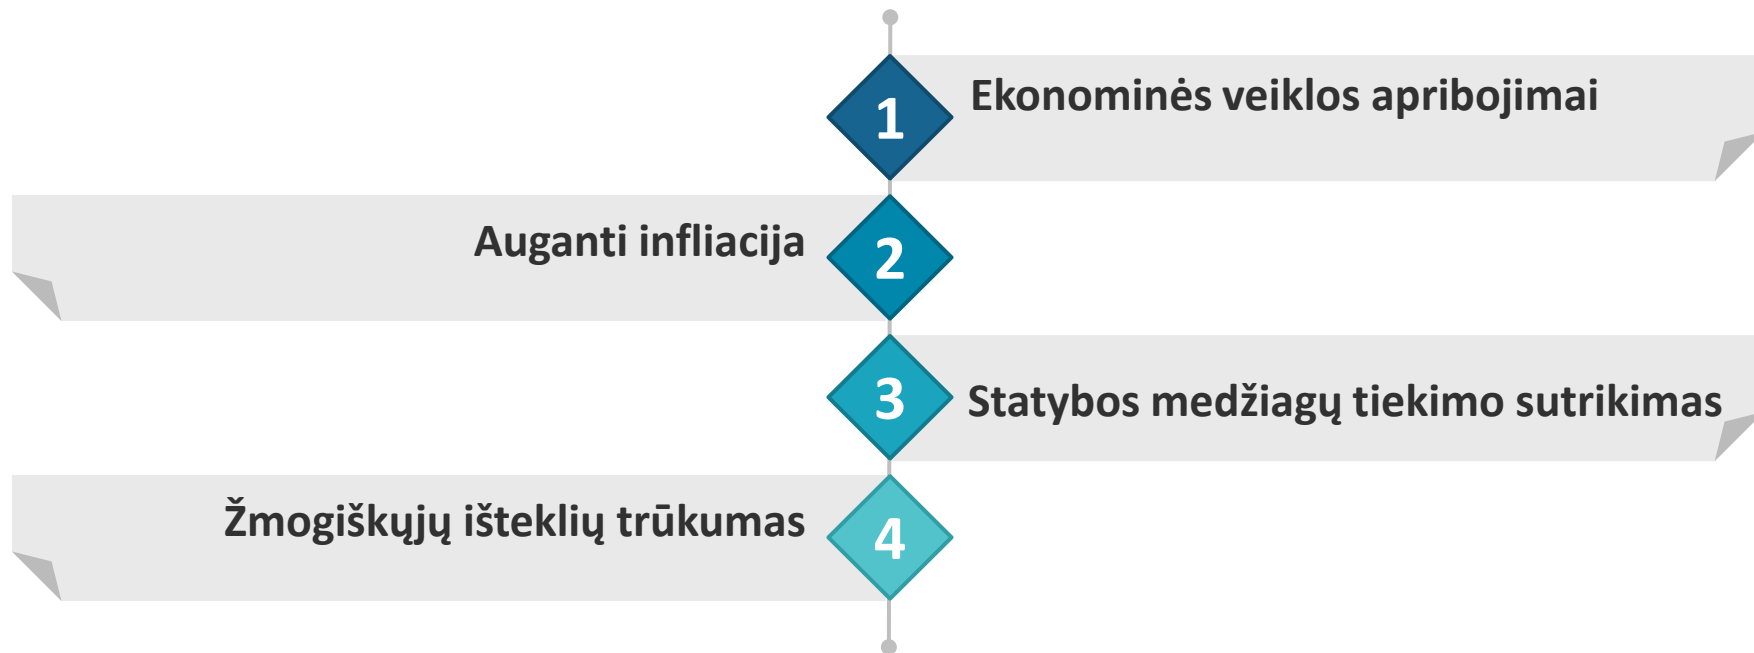 1
Ekonominės veiklos apribojimai
Auganti infliacija
2
3
Statybos medžiagų tiekimo sutrikimas
Žmogiškųjų išteklių trūkumas
4